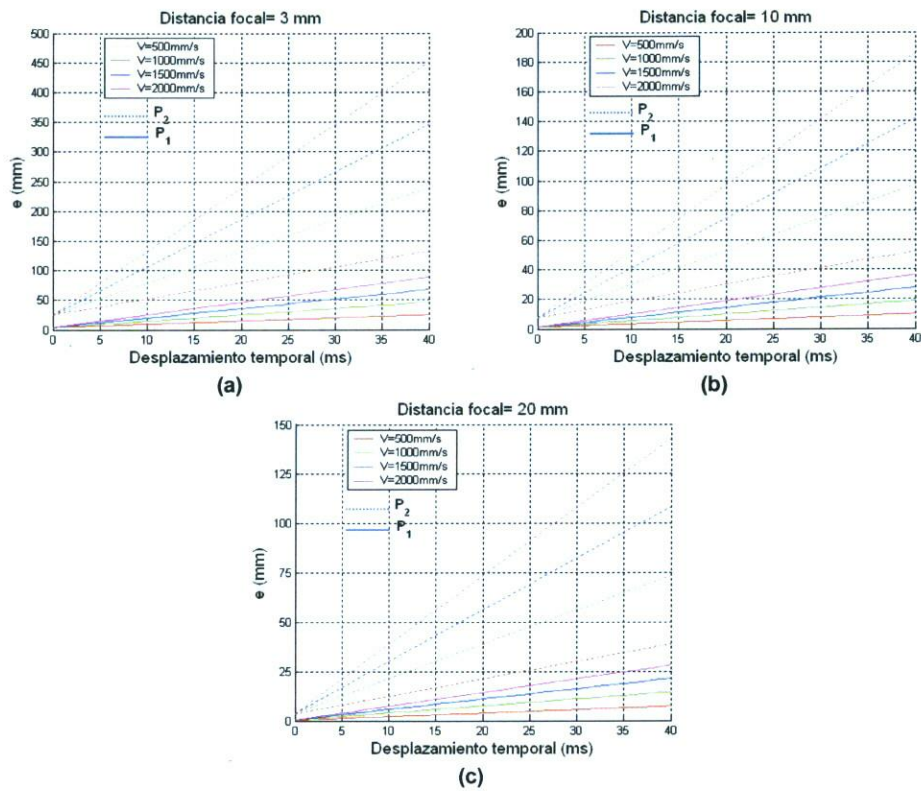 Distancia focal= 3 mm
500
450
400
350
300
250
200
150
100
50
0
e (mm)
V=500mm/s
V=1000mm/s
V=1500mm/s
V=2000mm/s
P2
P1
0 5 10 15 20 25 30 35 40
Desplazamiento temporal (ms)
(a)
Distancia focal= 10 mm
200
180
160
140
120
100
80
60
40
20
0
e (mm)
V=500mm/s
V=1000mm/s
V=1500mm/s
V=2000mm/s
P2
P1
0 5 10 15 20 25 30 35 40
Desplazamiento temporal (ms)
(b)
Distancia focal= 20 mm
150
125
100
75
50
25
0
e (mm)
V=500mm/s
V=1000mm/s
V=1500mm/s
V=2000mm/s
P2
P1
0 5 10 15 20 25 30 35 40
Desplazamiento temporal (ms)
(c)